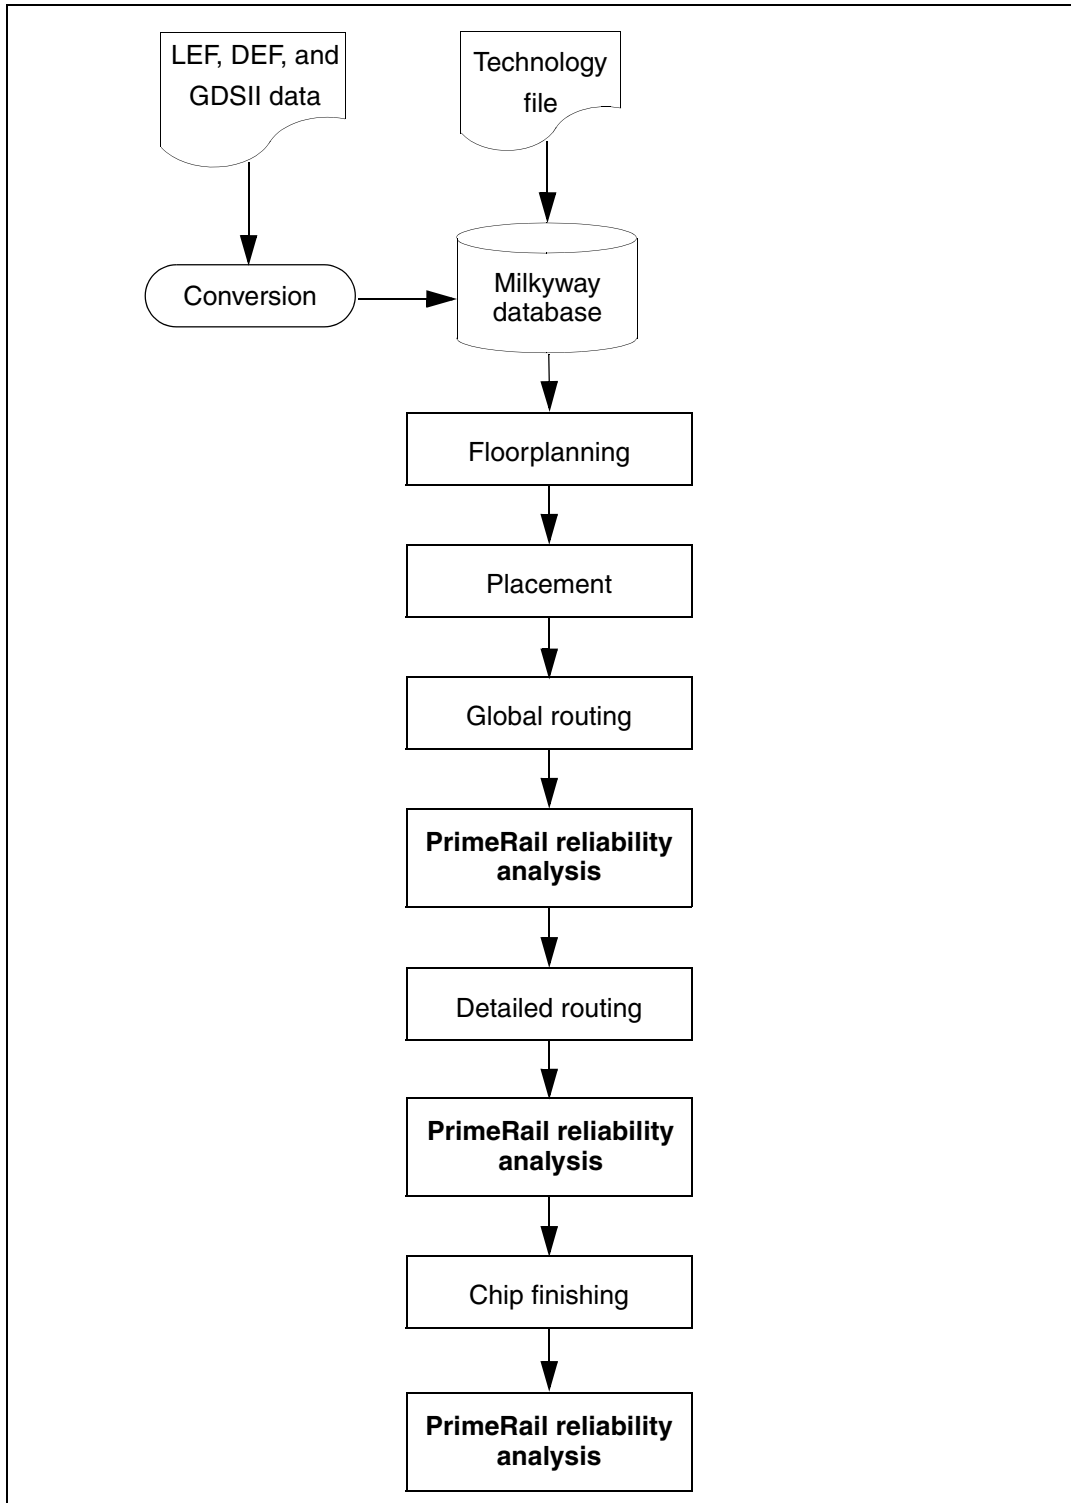 LEF, DEF, and
GDSII data
Technology
file
Conversion
Milkyway
database
Floorplanning
Placement
Global routing
PrimeRail reliability
analysis
Detailed routing
PrimeRail reliability
analysis
Chip finishing
PrimeRail reliability
analysis